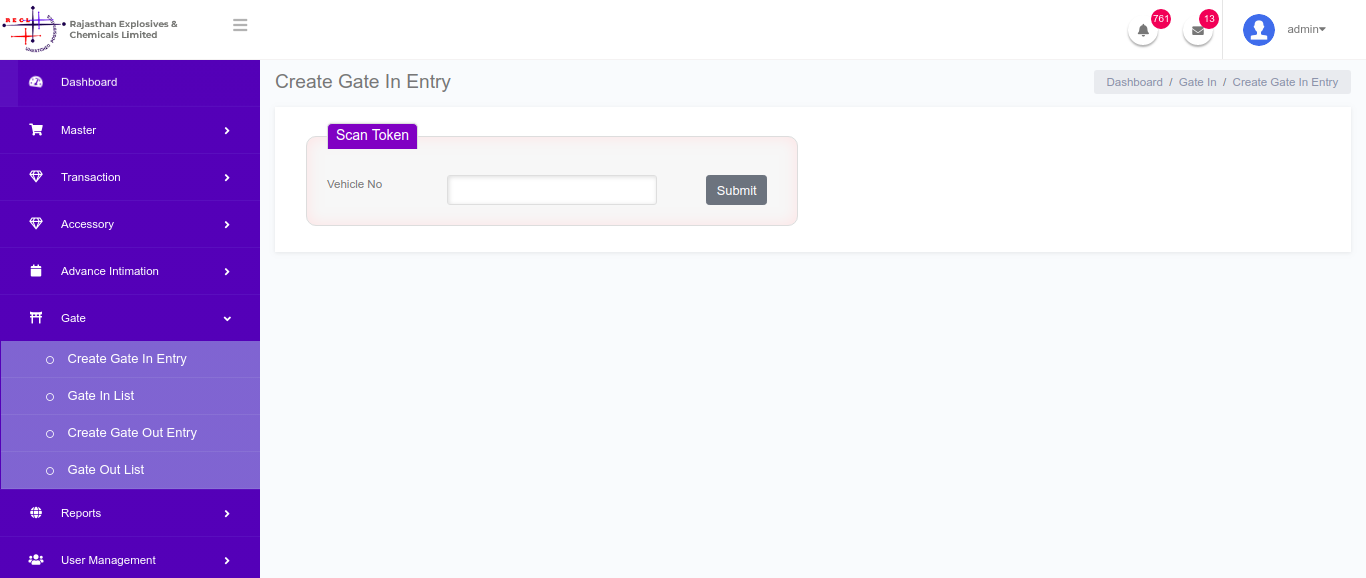 RECL
Rajasthan Explosives &
Chemicals Limited
761
13
admin
Dashboard
Master
Transaction
Accessory
Advance Intimation
Gate
Create Gate In Entry
Gate In List
Create Gate Out Entry
Gate Out List
Reports
User Management
Create Gate In Entry
Dashboard / Gate In / Create Gate In Entry
Scan Token
Vehicle No
Submit